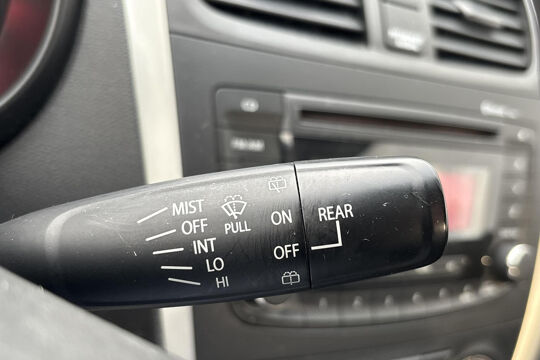 MIST
OFF
INT
LO
HI
PULL
ON
OFF
REAR